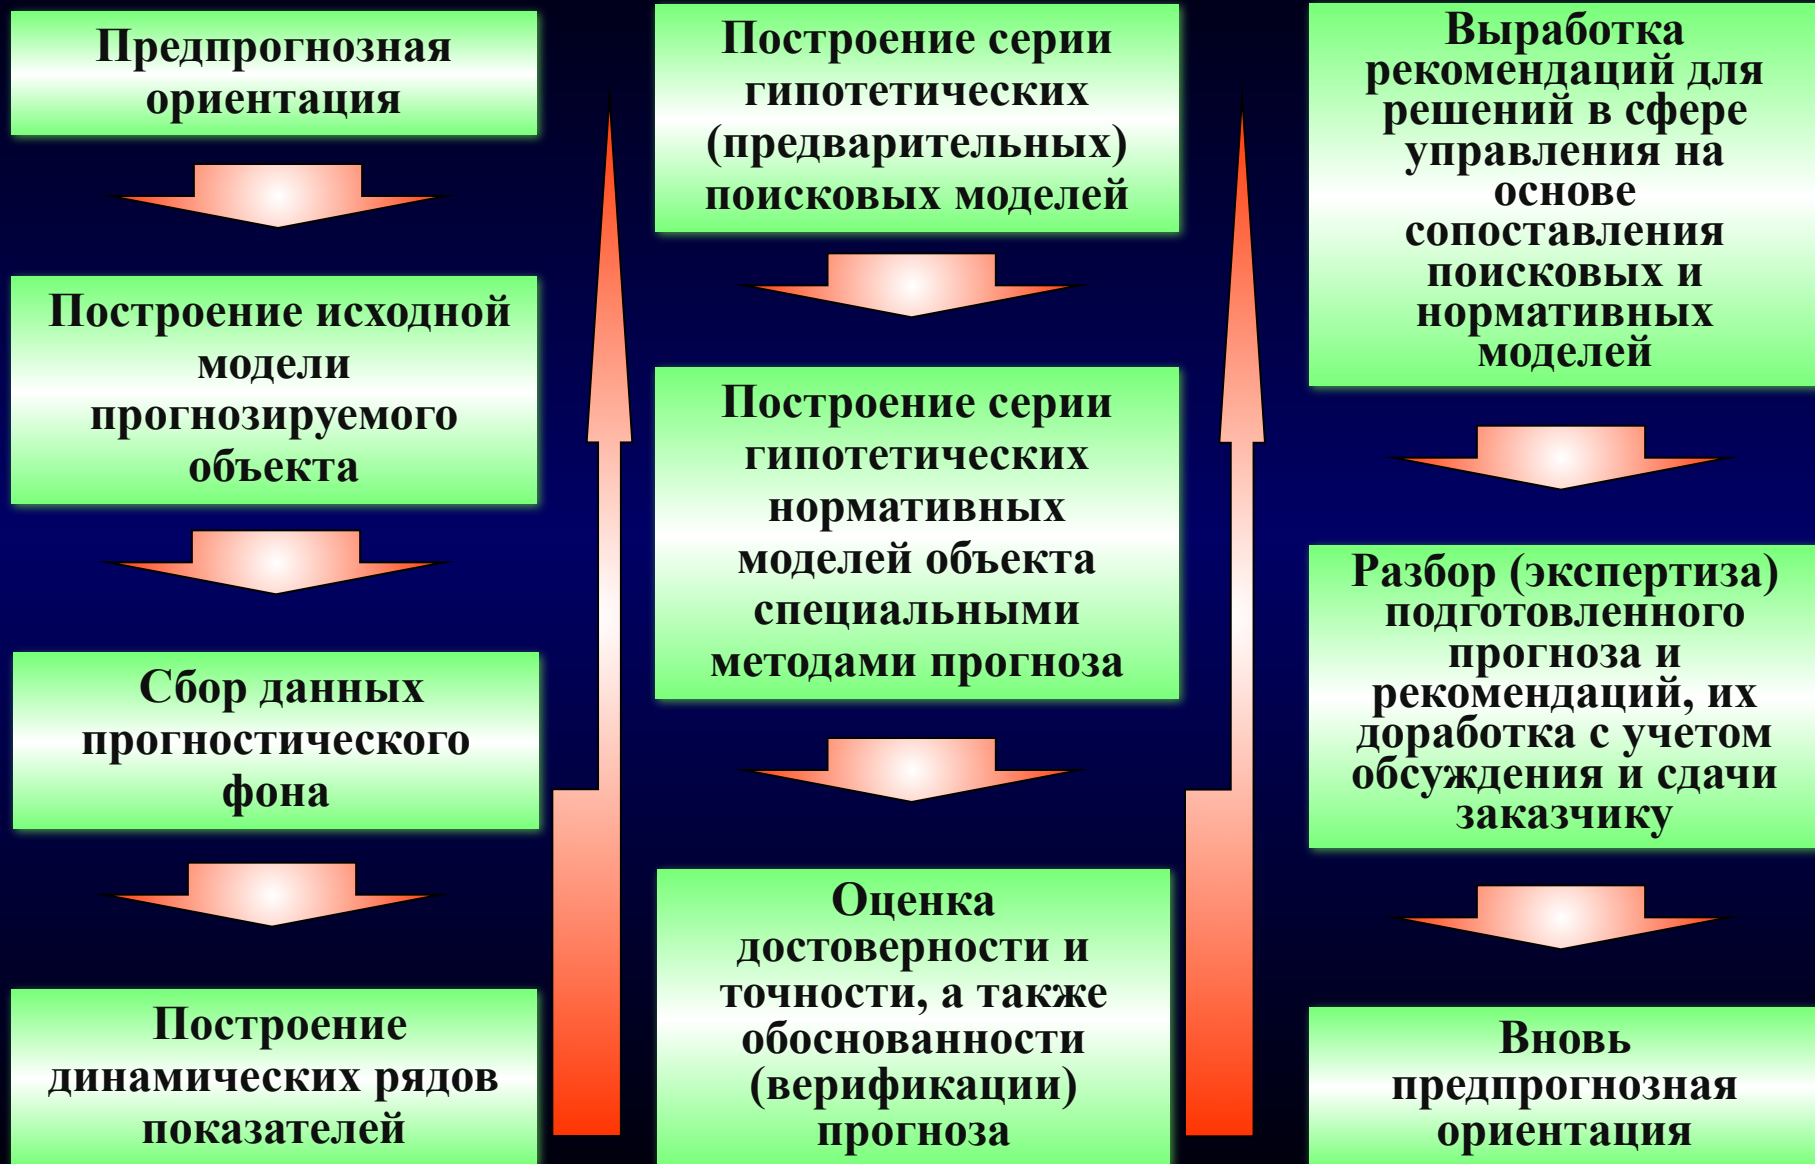 Предпрогнозная
ориентация
Построение исходной
модели
прогнозируемого
объекта
Сбор данных
прогностического
фона
Построение
динамических рядов
показателей
Построение серии
гипотетических
(предварительных)
поисковых моделей
Построение серии
гипотетических
нормативных
моделей объекта
специальными
методами прогноза
Оценка
достоверности и
точности, а также
обоснованности
(верификации)
прогноза
Выработка
рекомендаций для
решений в сфере
управления на
основе
сопоставления
поисковых и
нормативных
моделей
Разбор (экспертиза)
подготовленного
прогноза и
рекомендаций, их
доработка с учетом
обсуждения и сдачи
заказчику
Вновь
предпрогнозная
ориентация